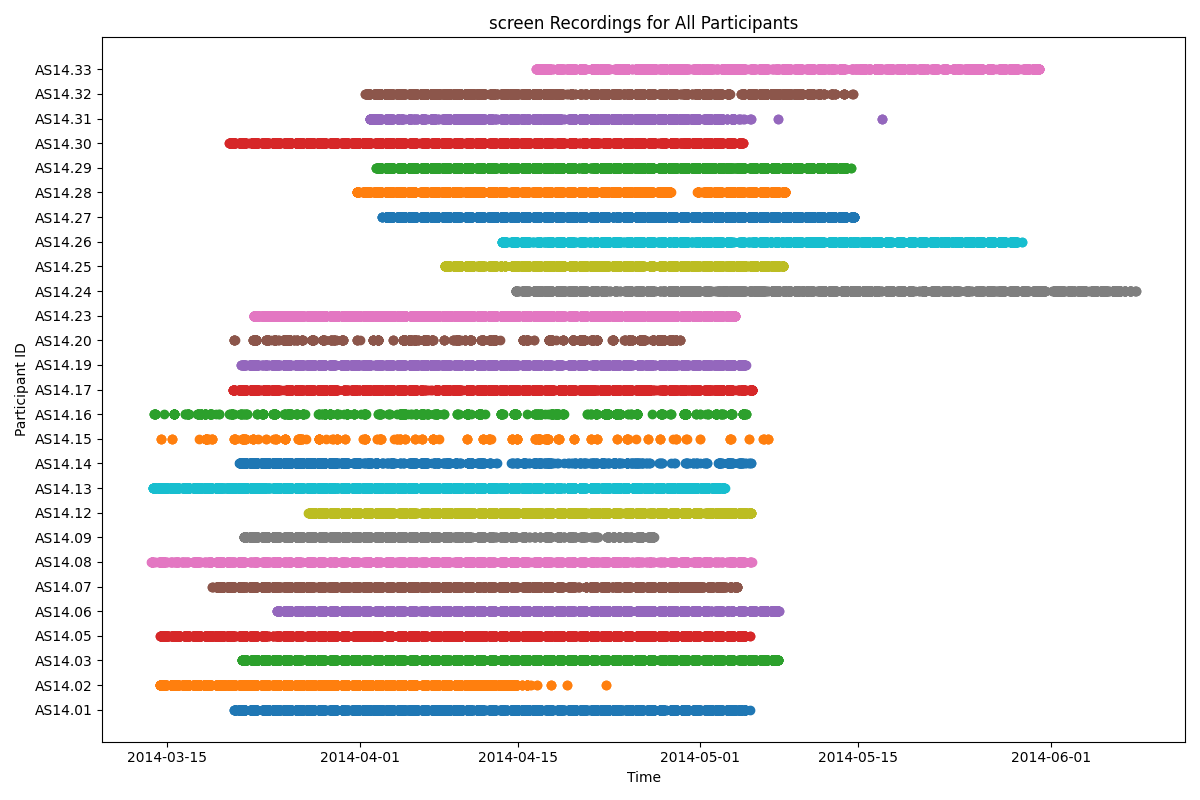 screen Recordings for All Participants
Participant ID
AS14.33
AS14.32
AS14.31
AS14.30
AS14.29
AS14.28
AS14.27
AS14.26
AS14.25
AS14.24
AS14.23
AS14.20
AS14.19
AS14.17
AS14.16
AS14.15
AS14.14
AS14.13
AS14.12
AS14.09
AS14.08
AS14.07
AS14.06
AS14.05
AS14.03
AS14.02
AS14.01
2014-03-15 2014-04-01 2014-04-15 2014-05-01 2014-05-15 2014-06-01
Time